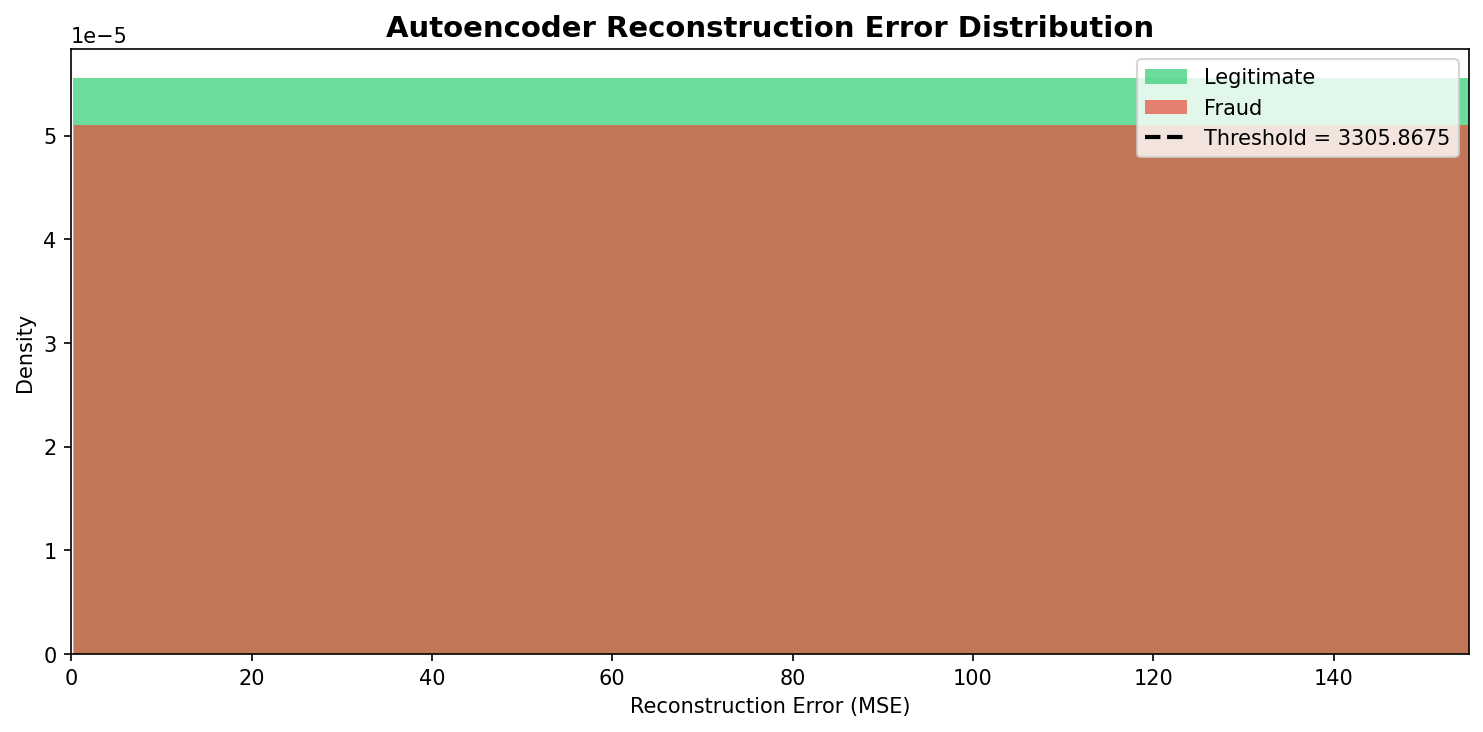 Autoencoder Reconstruction Error Distribution
1e−5
Legitimate
Fraud
Threshold = 3305.8675
5
4
3
2
1
0
Density
0 20 40 60 80 100 120 140
Reconstruction Error (MSE)